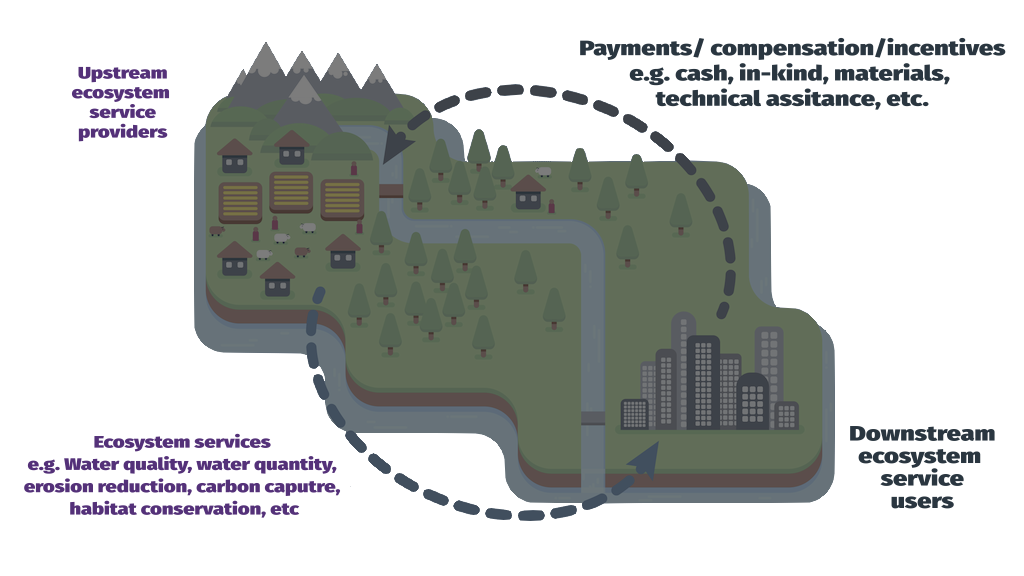 Payments/ compensation/incentives
e.g. cash, in-kind, materials,
technical assitance, etc.
Upstream
ecosystem
service
providers
Ecosystem services
e.g. Water quality, water quantity,
erosion reduction, carbon caputre,
habitat conservation, etc
Downstream
ecosystem
service
users